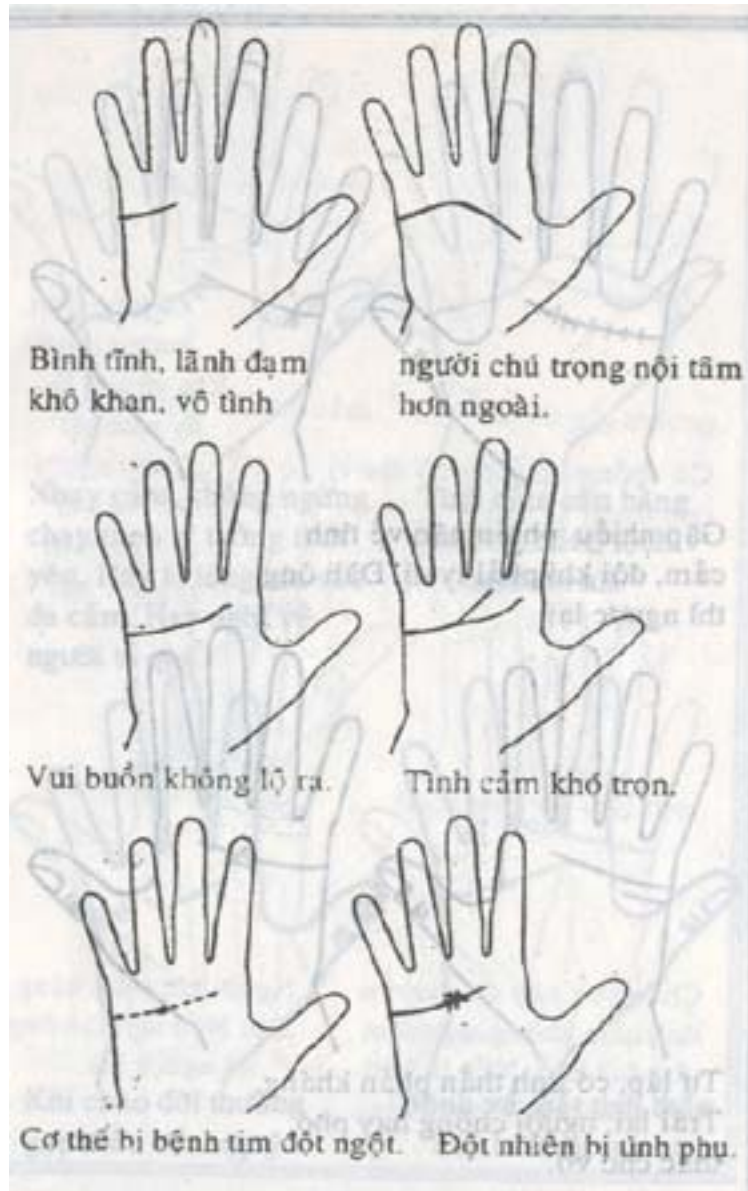 Bình tĩnh, lãnh đạm
khô khan, vô tình
người chú trọng nội tâm
hơn ngoài.
Vui buồn không lộ ra.
Tình cảm khó trọn.
Cơ thể bị bệnh tim đột ngột.
Đột nhiên bị tình phụ.